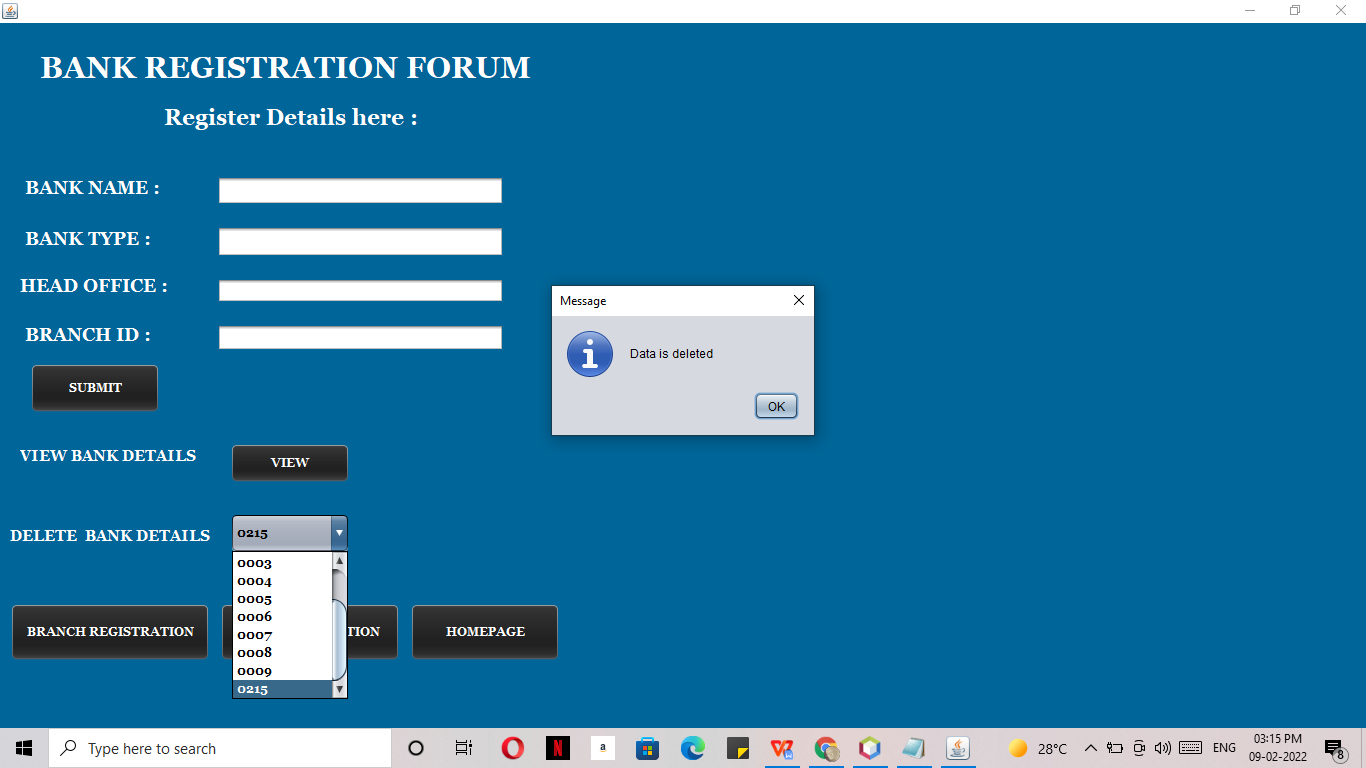 BANK REGISTRATION FORUM
Register Details here :
BANK NAME :
BANK TYPE :
HEAD OFFICE :
BRANCH ID :
SUBMIT
Message
Data is deleted
OK
VIEW BANK DETAILS
VIEW
DELETE BANK DETAILS
0215
0003
0004
0005
0006
0007
0008
0009
0215
BRANCH REGISTRATION
TION
HOMEPAGE
Type here to search
N
a
W
28°C
ENG
03:15 PM
09-02-2022
8